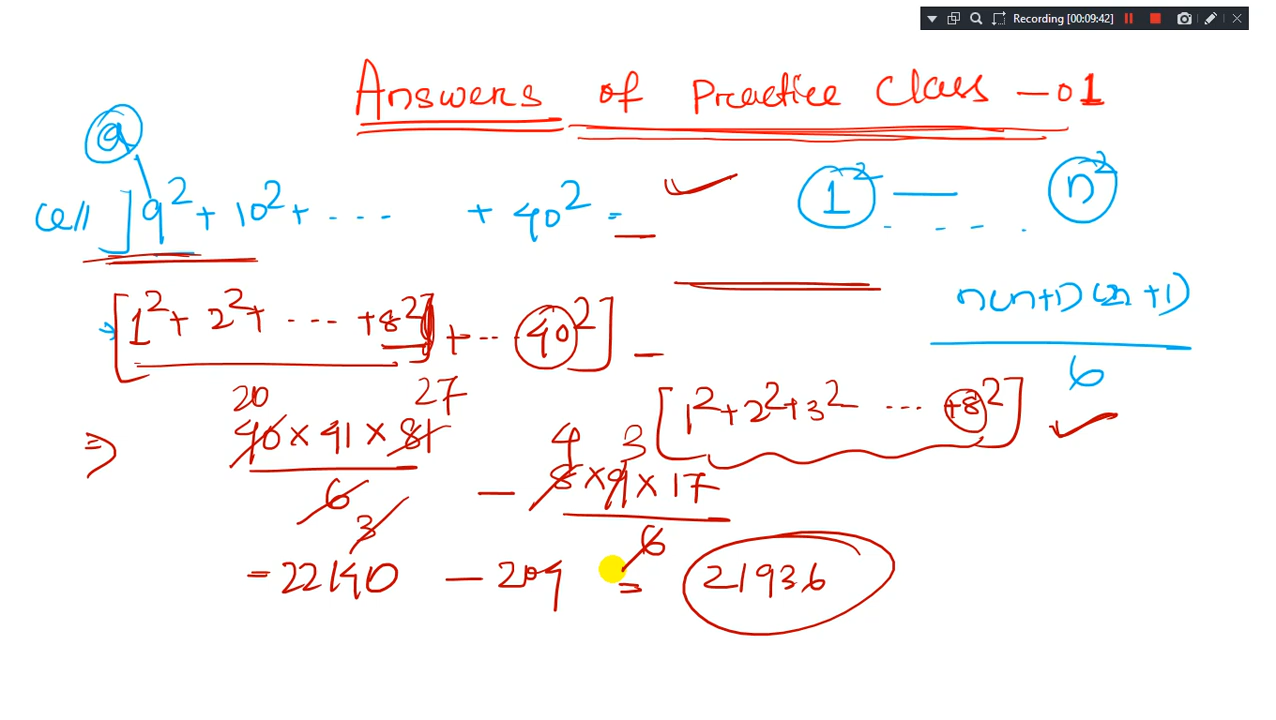 Recording [00:09:42]
Answers of Practice Class - 01
a
cell ] 9² + 10² + ... + 40² =
1² — n²
. . . . .
n(n+1)(2n+1)
6
[1² + 2² + ... + 8²) + ... 40²] -
[1² + 2² + 3² ... + 8²]
20 27
⇒ 40 × 41 × 81
6
3
4 3
- 8 × 9 × 17
6
= 22140 - 204 = 21936